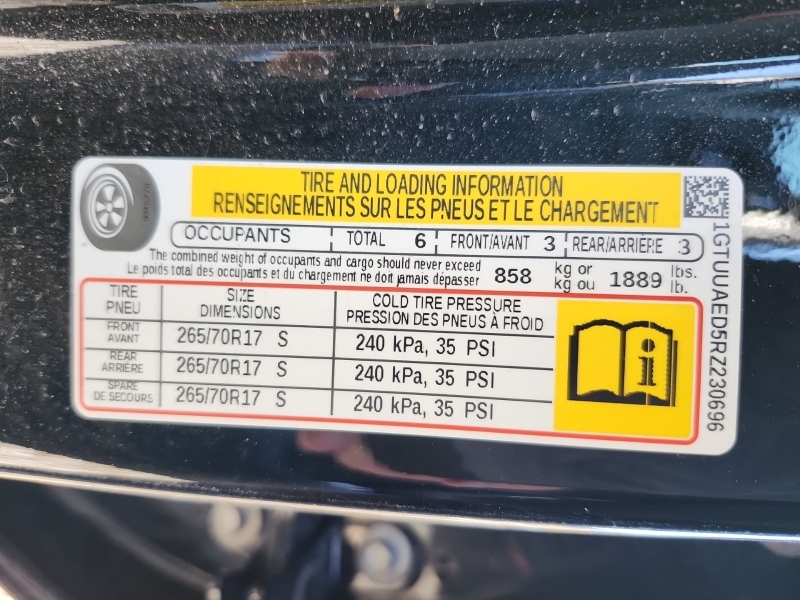 TIRE AND LOADING INFORMATION
RENSEIGNEMENTS SUR LES PNEUS ET LE CHARGEMENT
OCCUPANTS TOTAL 6 FRONT/AVANT 3 REAR/ARRIÈRE 3
The combined weight of occupants and cargo should never exceed 858 kg or 1889 lbs.
Le poids total des occupants et du chargement ne doit jamais dépasser kg ou lb.
TIRE SIZE COLD TIRE PRESSURE
PNEU DIMENSIONS PRESSION DES PNEUS À FROID
FRONT
AVANT 265/70R17 S 240 kPa, 35 PSI
REAR
ARRIÈRE 265/70R17 S 240 kPa, 35 PSI
SPARE
DE SECOURS 265/70R17 S 240 kPa, 35 PSI
i
1GTUUAED5RZ230696